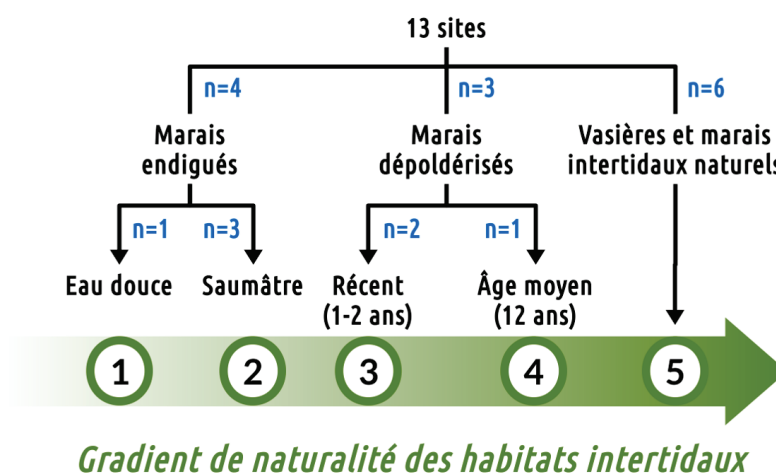 13 sites
n=4
n=3
n=6
Marais
endigués
Marais
dépoldérisés
Vasières et marais
intertidaux naturels
n=1
n=3
n=2
n=1
Eau douce
Saumâtre
Récent
(1-2 ans)
Âge moyen
(12 ans)
1
2
3
4
5
Gradient de naturalité des habitats intertidaux